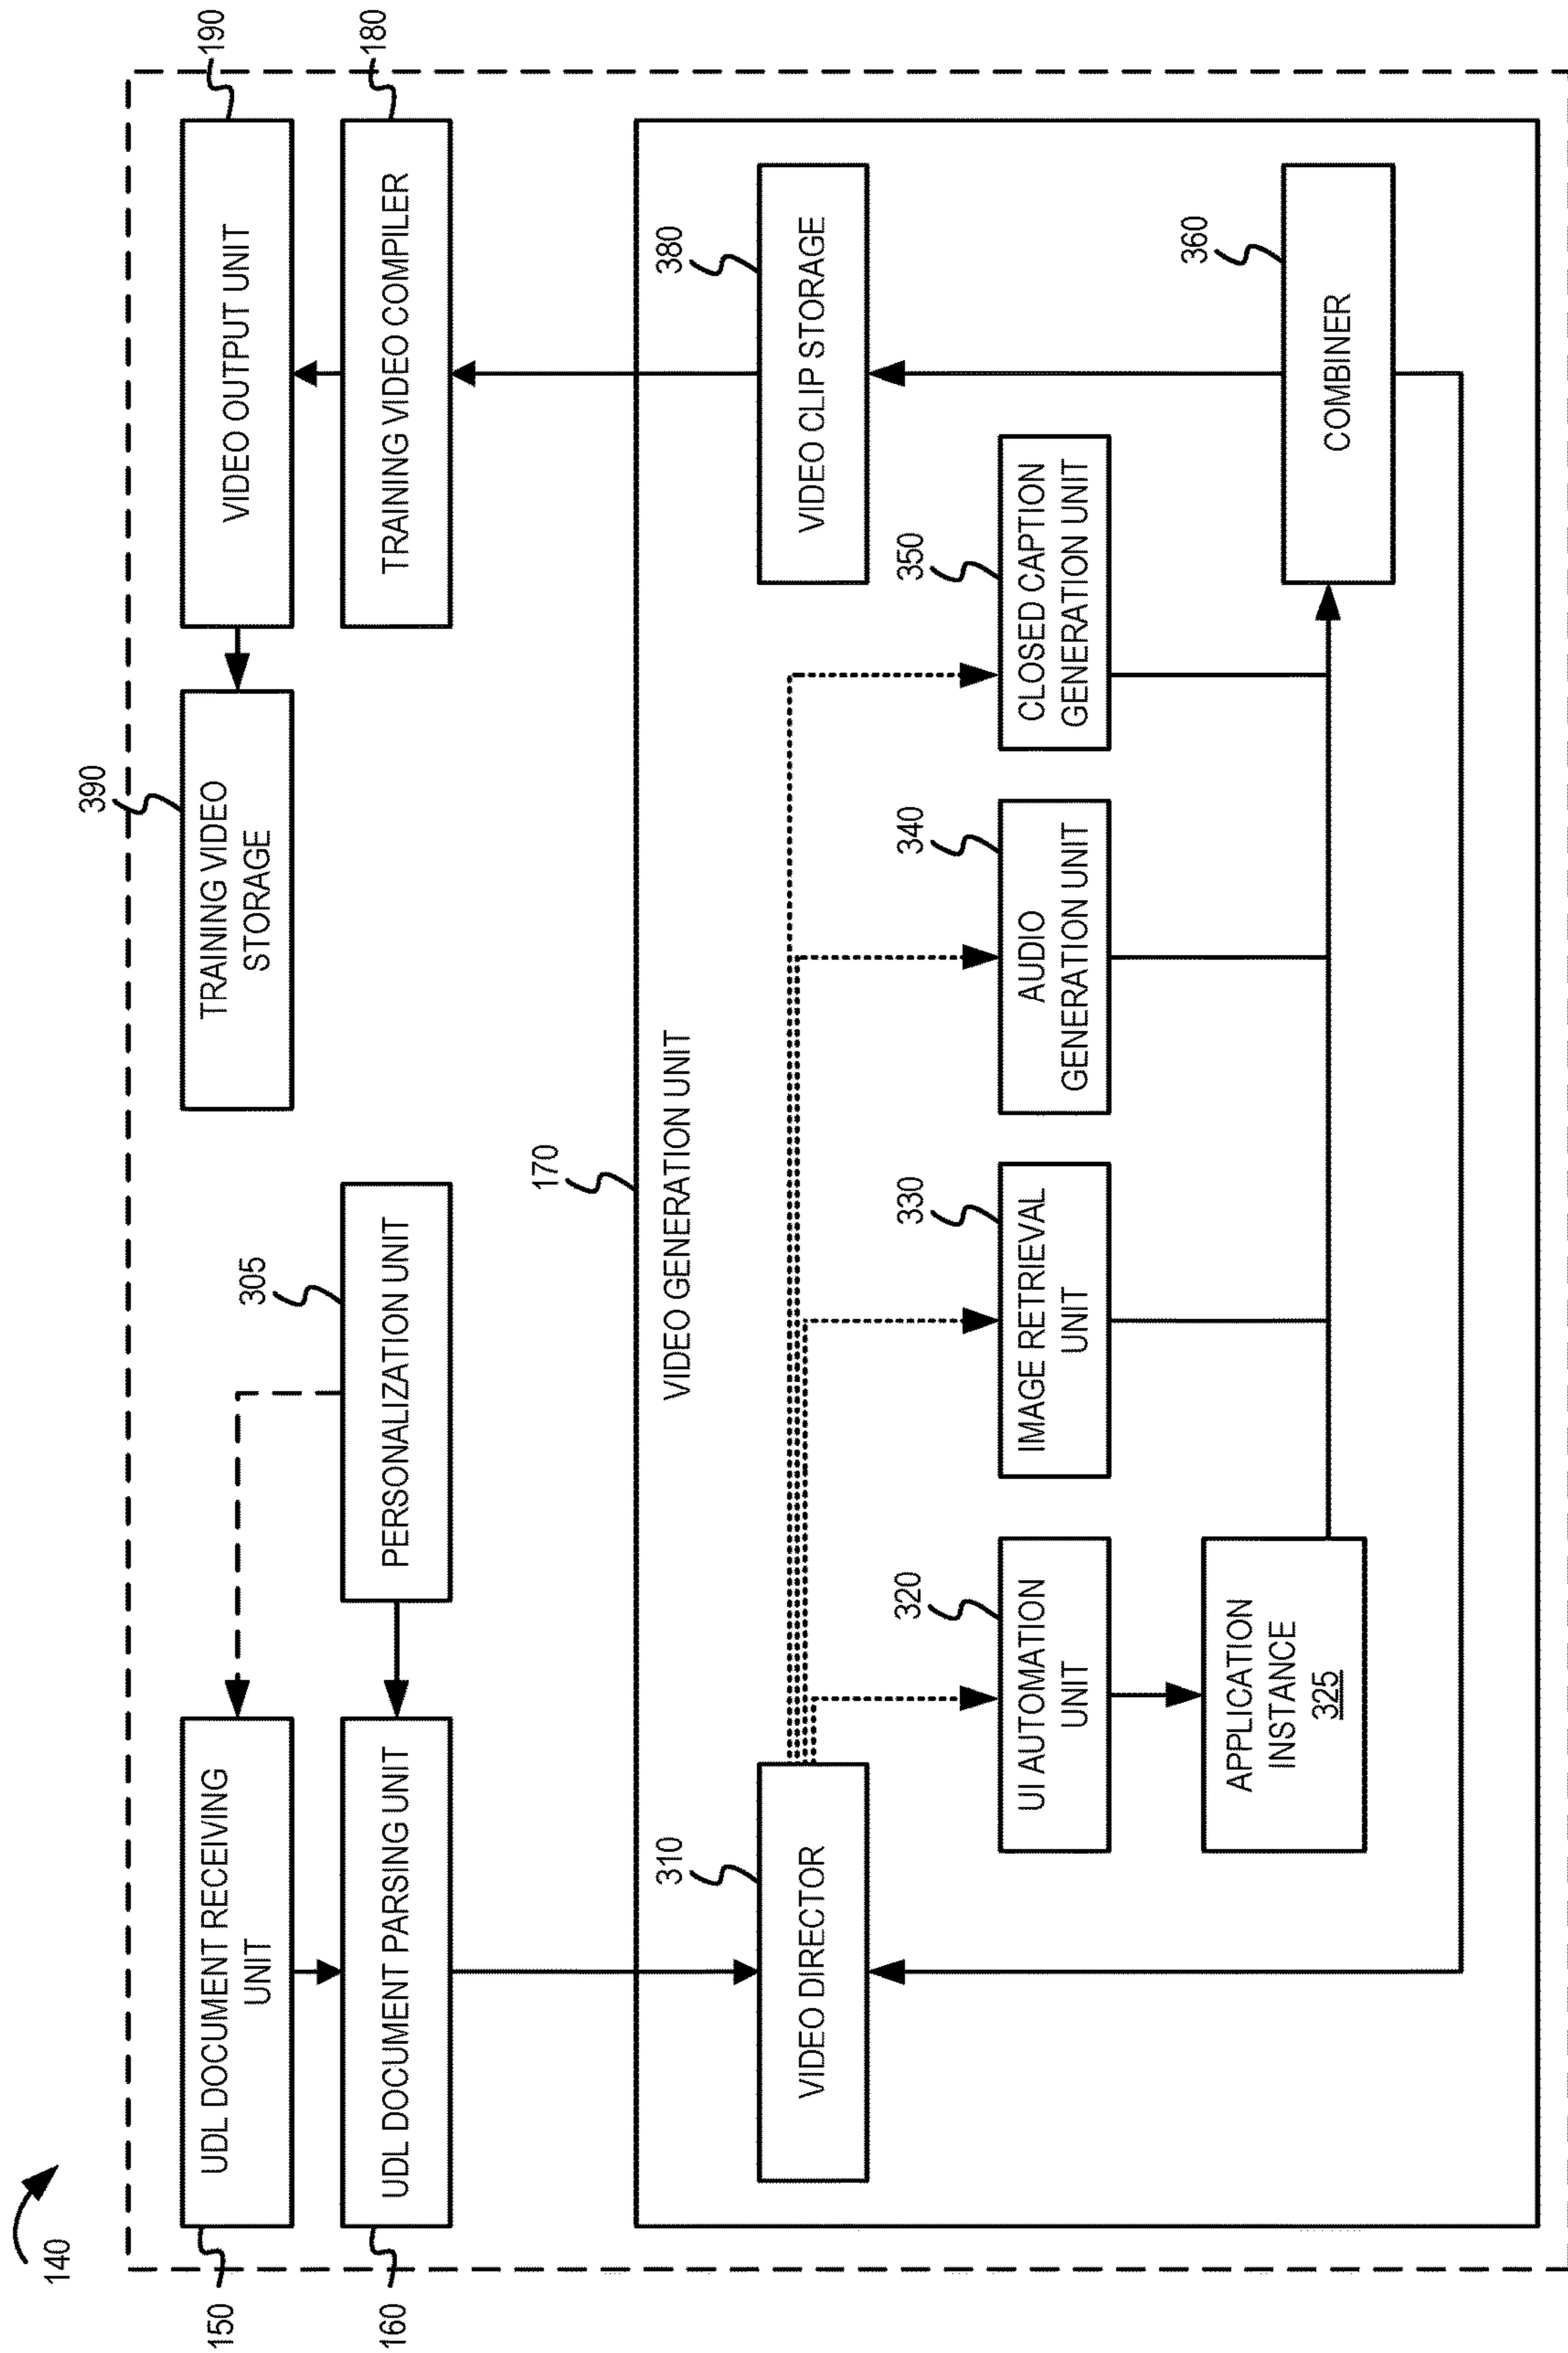 140
150
UDL DOCUMENT RECEIVING
UNIT
160
UDL DOCUMENT PARSING UNIT
305
PERSONALIZATION UNIT
390
TRAINING VIDEO
STORAGE
190
VIDEO OUTPUT UNIT
180
TRAINING VIDEO COMPILER
170
VIDEO GENERATION UNIT
310
VIDEO DIRECTOR
380
VIDEO CLIP STORAGE
320
UI AUTOMATION
UNIT
330
IMAGE RETRIEVAL
UNIT
340
AUDIO
GENERATION UNIT
350
CLOSED CAPTION
GENERATION UNIT
APPLICATION
INSTANCE
325
360
COMBINER